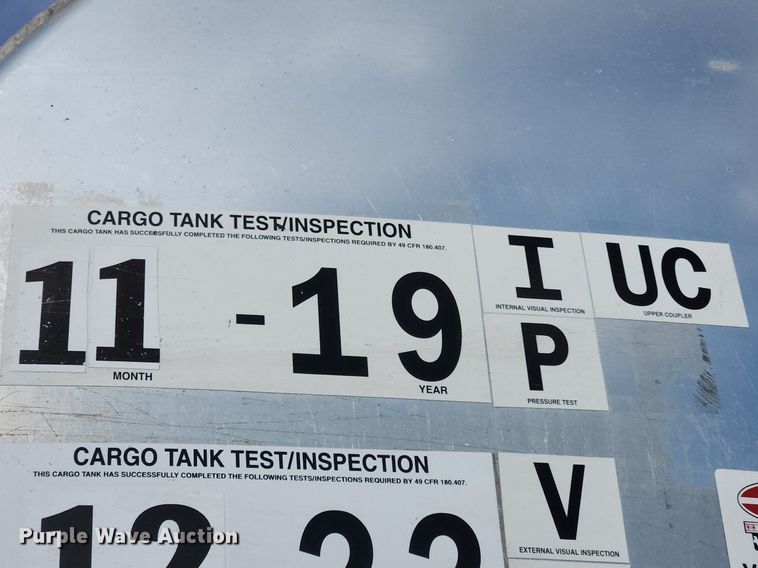 CARGO TANK TEST/INSPECTION
THIS CARGO TANK HAS SUCCESSFULLY COMPLETED THE FOLLOWING TESTS/INSPECTIONS REQUIRED BY 49 CFR 180.407.
11 - 19
MONTH
YEAR
I
INTERNAL VISUAL INSPECTION
UC
UPPER COUPLER
P
PRESSURE TEST
CARGO TANK TEST/INSPECTION
THIS CARGO TANK HAS SUCCESSFULLY COMPLETED THE FOLLOWING TESTS/INSPECTIONS REQUIRED BY 49 CFR 180.407.
12 22
V
EXTERNAL VISUAL INSPECTION
Purple Wave Auction